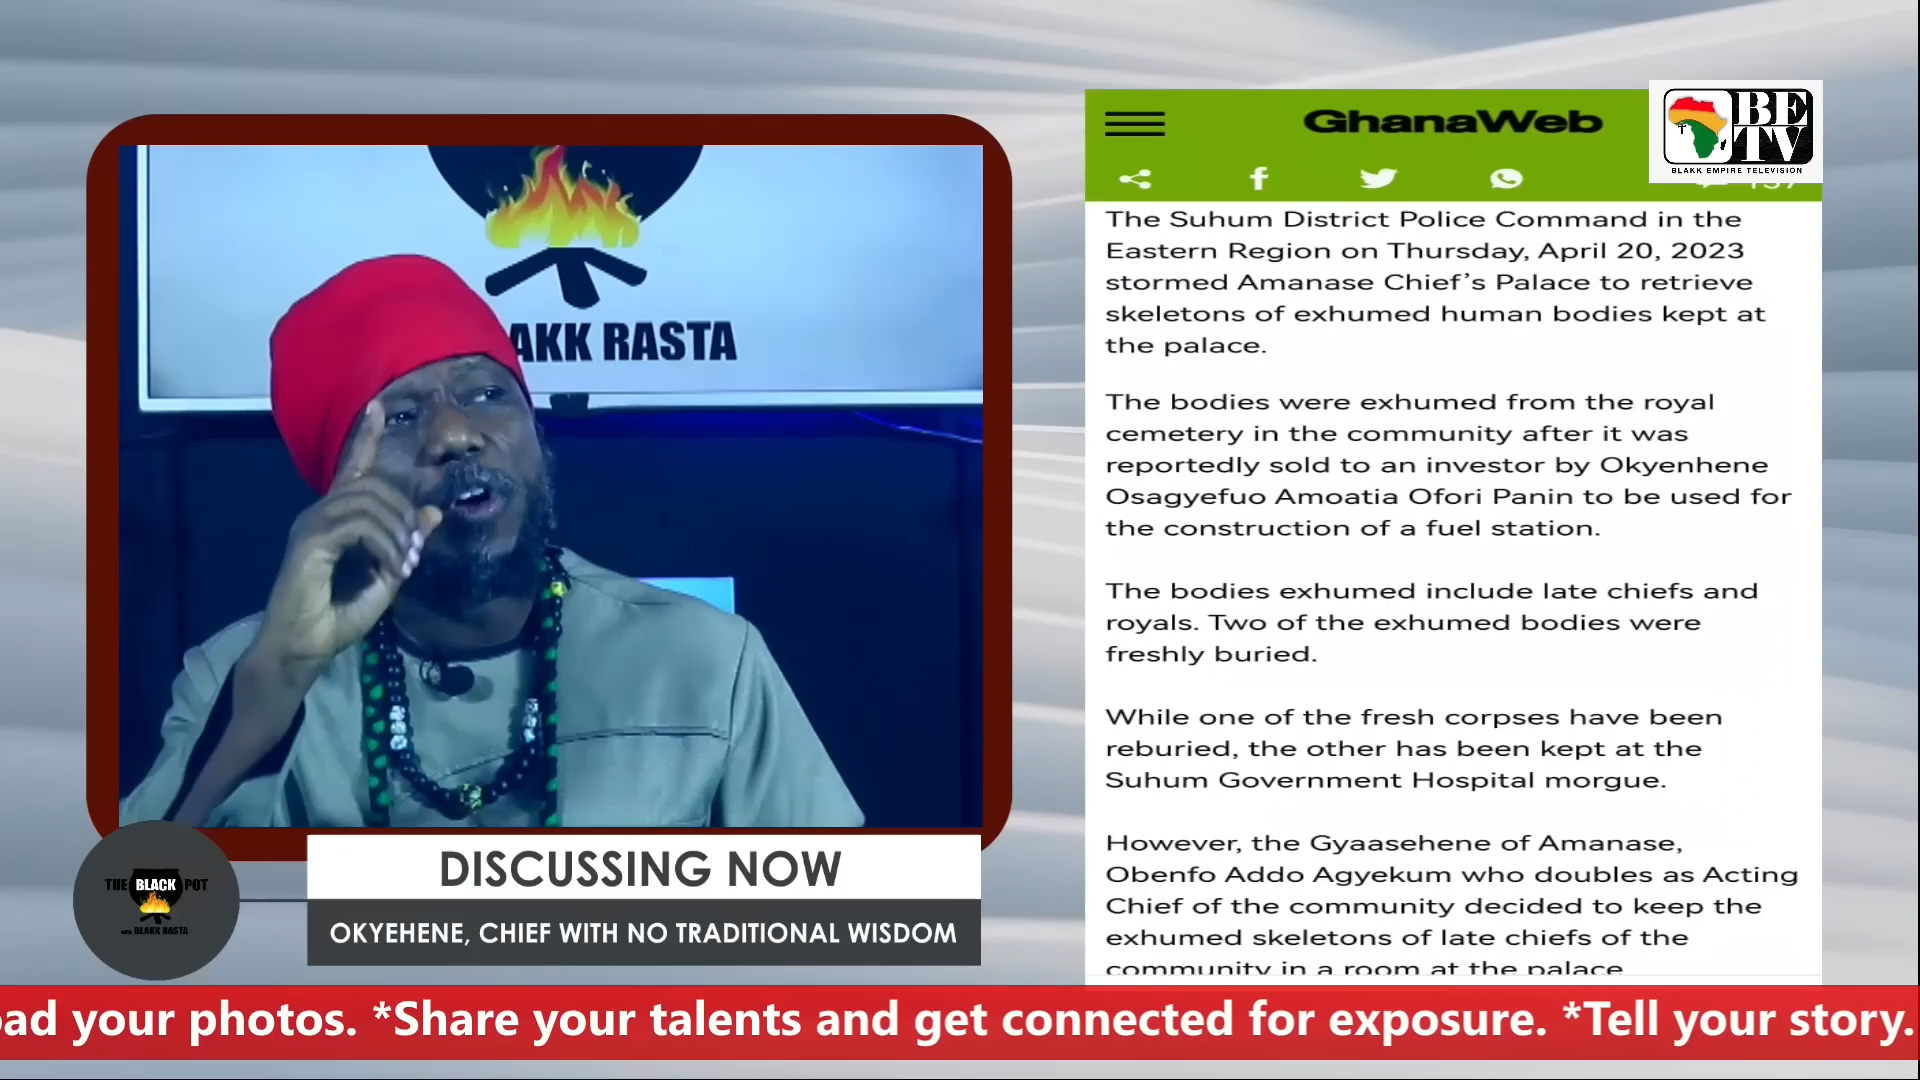 GhanaWeb
BE
TV
BLAKK EMPIRE TELEVISION
The Suhum District Police Command in the
Eastern Region on Thursday, April 20, 2023
stormed Amanase Chief's Palace to retrieve
skeletons of exhumed human bodies kept at
the palace.
The bodies were exhumed from the royal
cemetery in the community after it was
reportedly sold to an investor by Okyenhene
Osagyefuo Amoatia Ofori Panin to be used for
the construction of a fuel station.
The bodies exhumed include late chiefs and
royals. Two of the exhumed bodies were
freshly buried.
While one of the fresh corpses have been
reburied, the other has been kept at the
Suhum Government Hospital morgue.
However, the Gyaasehene of Amanase,
Obenfo Addo Agyekum who doubles as Acting
Chief of the community decided to keep the
exhumed skeletons of late chiefs of the
community in a room at the palace
AKK RASTA
THE BLACK POT
with BLAKK RASTA
DISCUSSING NOW
OKYEHENE, CHIEF WITH NO TRADITIONAL WISDOM
oad your photos. *Share your talents and get connected for exposure. *Tell your story.